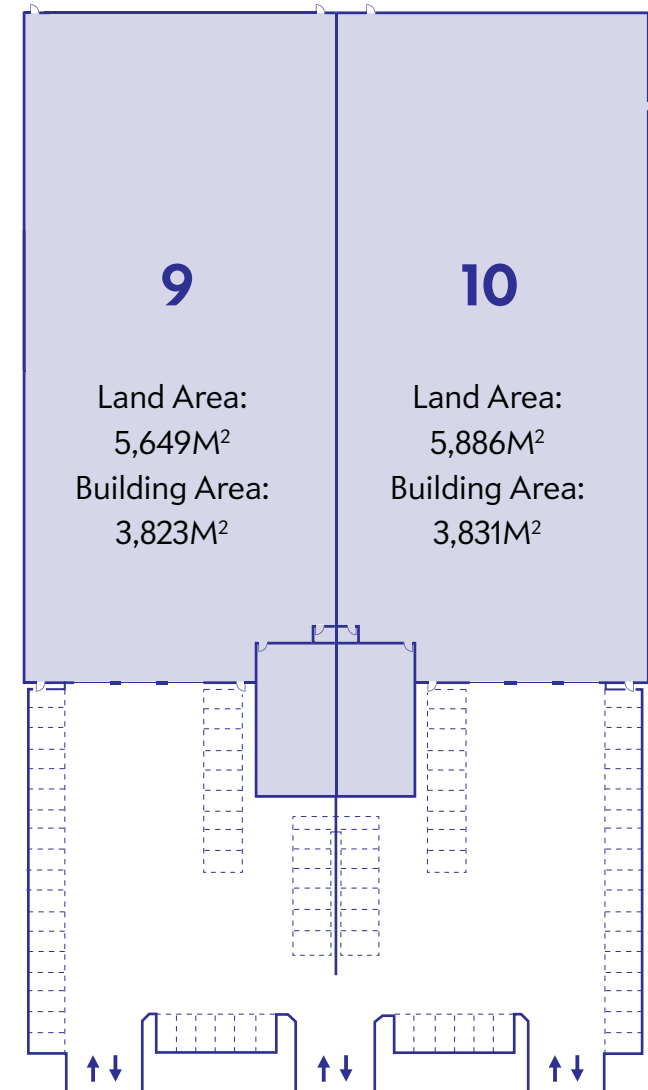 9
Land Area:
5,649M²
Building Area:
3,823M²
10
Land Area:
5,886M²
Building Area:
3,831M²